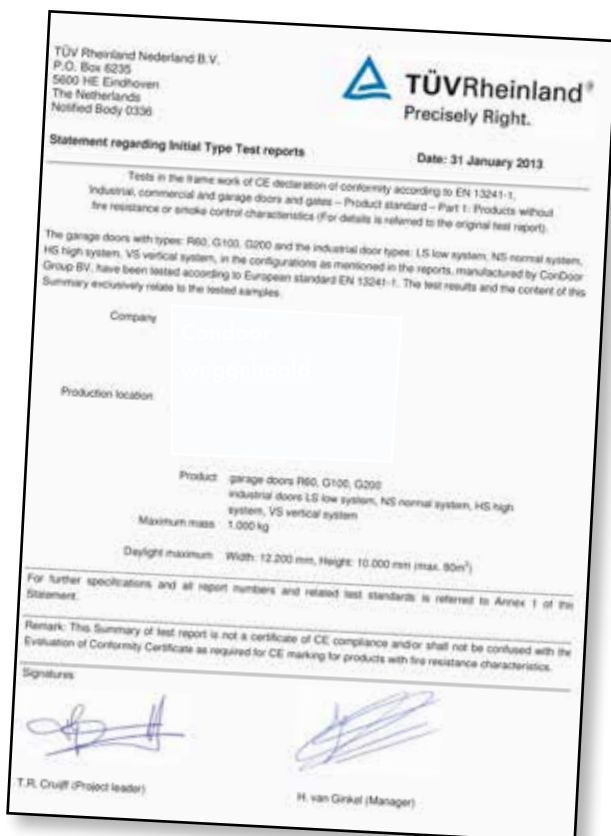 TÜV Rheinland Nederland B.V.
P.O. Box 6235
5600 HE Eindhoven
The Netherlands
Notified Body 0336
TÜVRheinland®
Precisely Right.
Statement regarding Initial Type Test reports
Date: 31 January 2013
Tests in the frame work of CE declaration of conformity according to EN 13241-1,
Industrial, commercial and garage doors and gates – Product standard – Part 1: Products without
fire resistance or smoke control characteristics (For details is referred to the original test report).
The garage doors with types: R60, G100, G200 and the industrial door types: LS low system, NS normal system,
HS high system, VS vertical system, in the configurations as mentioned in the reports, manufactured by ConDoor
Group BV, have been tested according to European standard EN 13241-1. The test results and the content of this
Summary exclusively relate to the tested samples.
Company
Production location
Product garage doors R60, G100, G200
industrial doors LS low system, NS normal system, HS high
system, VS vertical system
Maximum mass 1.000 kg
Daylight maximum Width: 12.200 mm, Height: 10.000 mm (max. 80m²)
For further specifications and all report numbers and related test standards is referred to Annex 1 of this
Statement.
Remark: This Summary of test report is not a certificate of CE compliance and/or shall not be confused with the
Evaluation of Conformity Certificate as required for CE marking for products with fire resistance characteristics.
Signatures
T.R. Cruijff (Project leader)
H. van Ginkel (Manager)